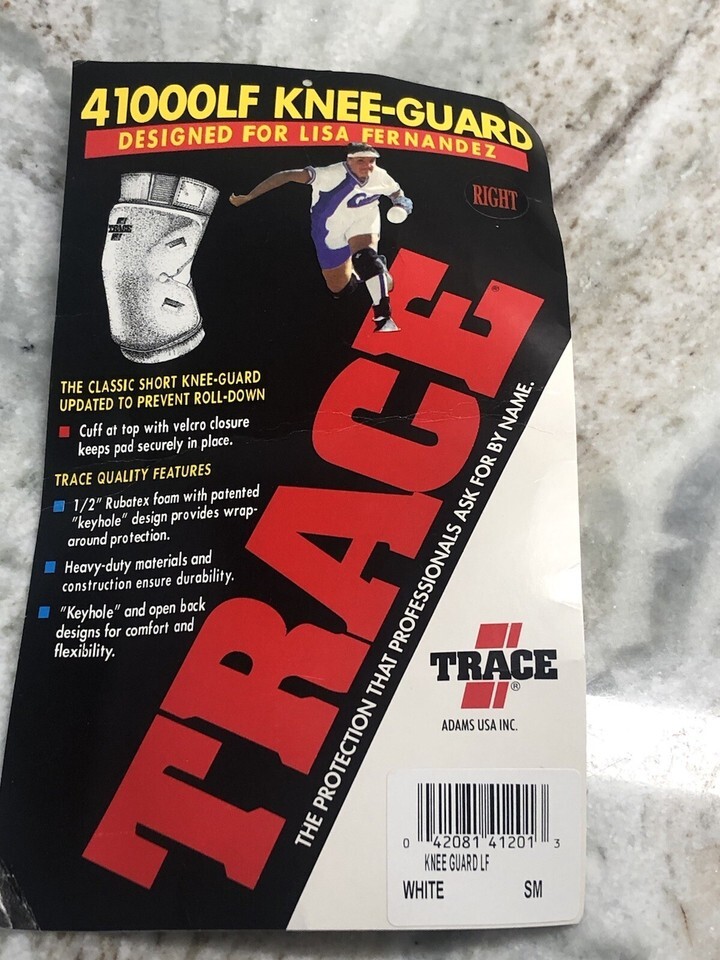 41000LF KNEE-GUARD
DESIGNED FOR LISA FERNANDEZ
RIGHT
TRACE
THE CLASSIC SHORT KNEE-GUARD
UPDATED TO PREVENT ROLL-DOWN
Cuff at top with velcro closure
keeps pad securely in place.
TRACE QUALITY FEATURES
1/2" Rubatex foam with patented
"keyhole" design provides wrap-
around protection.
Heavy-duty materials and
construction ensure durability.
"Keyhole" and open back
designs for comfort and
flexibility.
TRACE®
THE PROTECTION THAT PROFESSIONALS ASK FOR BY NAME.
TRACE®
ADAMS USA INC.
0 42081 41201 3
KNEE GUARD LF
WHITE SM